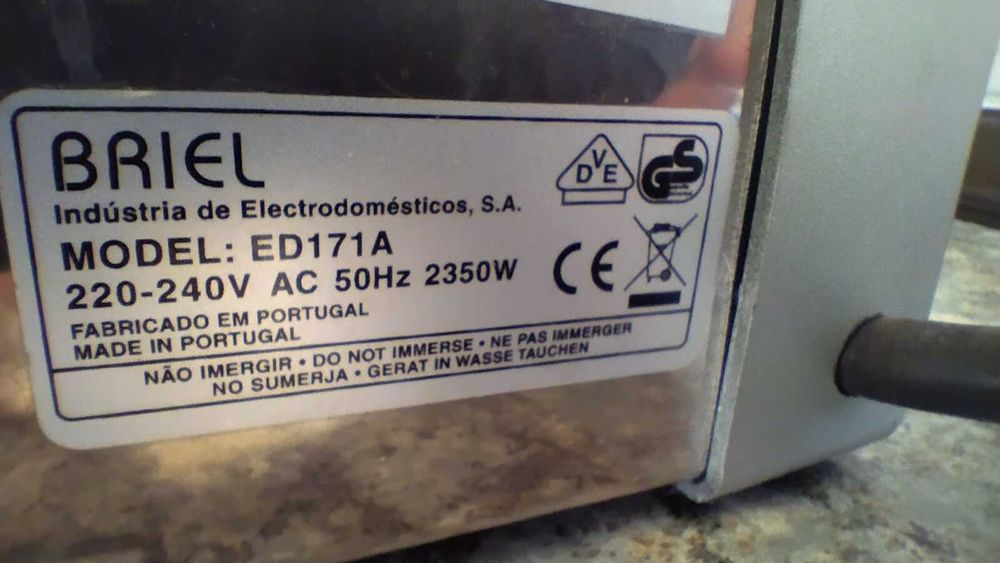 BRIEL
Indústria de Electrodomésticos, S.A.
MODEL: ED171A
220-240V AC 50Hz 2350W
FABRICADO EM PORTUGAL
MADE IN PORTUGAL
DVE
GS
CE
NÃO IMERGIR • DO NOT IMMERSE • NE PAS IMMERGER
NO SUMERJA • GERAT IN WASSE TAUCHEN